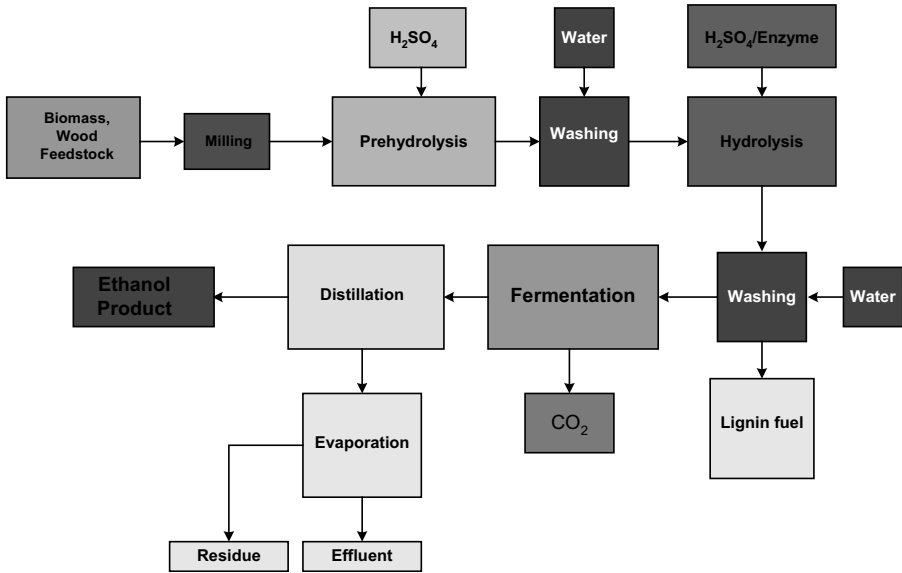 H₂SO₄
Water
H₂SO₄/Enzyme
Biomass,
Wood
Feedstock
Milling
Prehydrolysis
Washing
Hydrolysis
Ethanol
Product
Distillation
Fermentation
Washing
Water
Evaporation
CO₂
Lignin fuel
Residue
Effluent